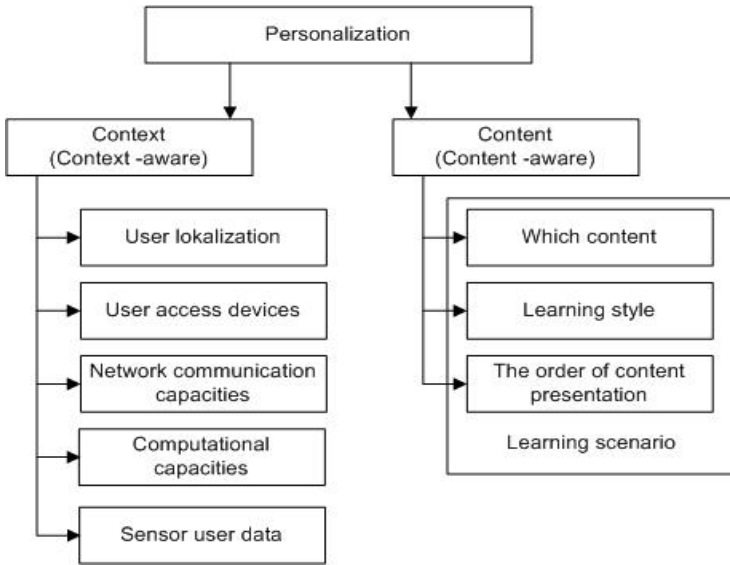 Personalization
Context
(Context -aware)
User lokalization
User access devices
Network communication
capacities
Computational
capacities
Sensor user data
Content
(Content -aware)
Which content
Learning style
The order of content
presentation
Learning scenario